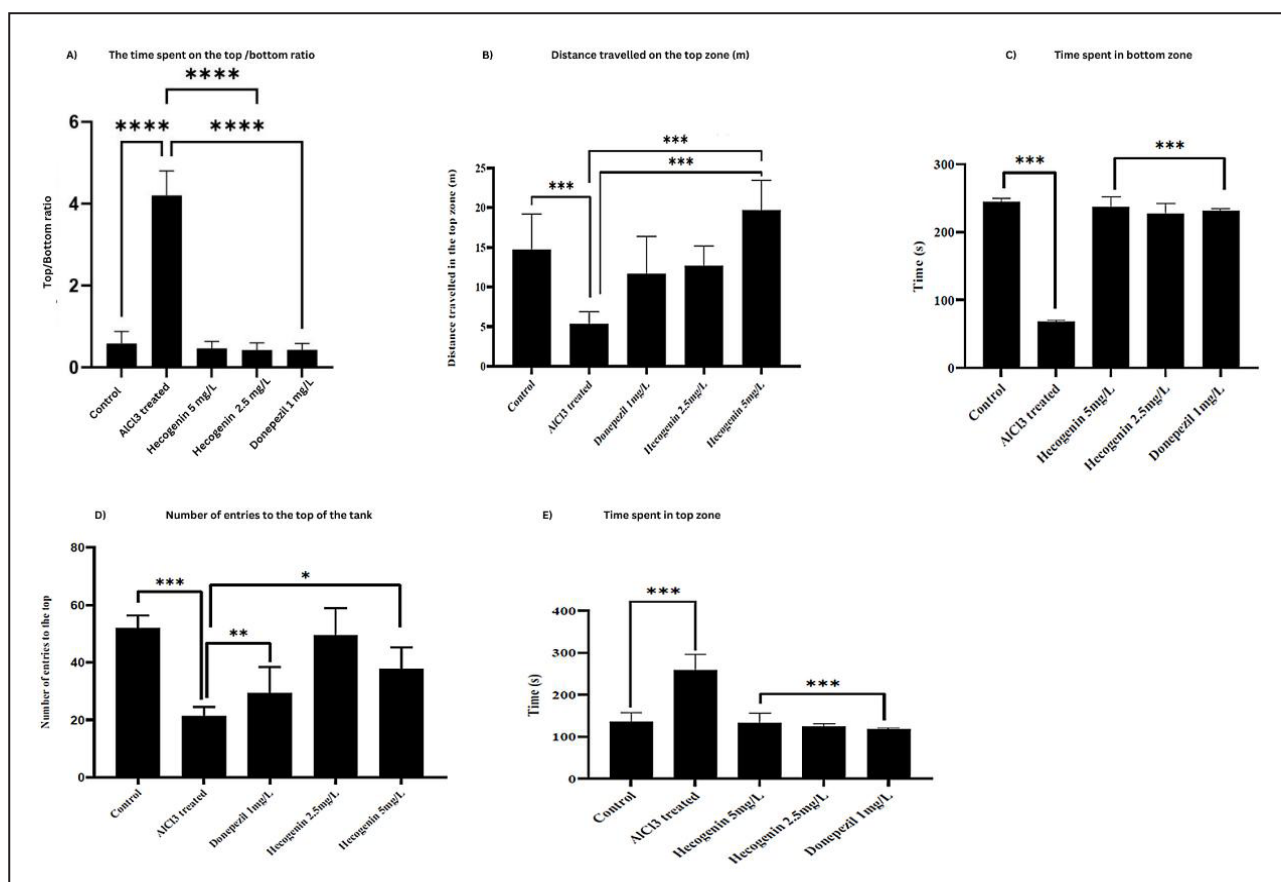 A) The time spent on the top /bottom ratio
****
**** ****
Top/Bottom ratio
6
4
2
0
Control
AlCl3 treated
Hecogenin 5 mg/L
Hecogenin 2.5 mg/L
Donepezil 1 mg/L
B) Distance travelled on the top zone (m)
***
***
***
Distance travelled in the top zone (m)
25
20
15
10
5
0
Control
AlCl3 treated
Donepezil 1mg/L
Hecogenin 2.5mg/L
Hecogenin 5mg/L
C) Time spent in bottom zone
*** ***
Time (s)
300
200
100
0
Control
AlCl3 treated
Hecogenin 5mg/L
Hecogenin 2.5mg/L
Donepezil 1mg/L
D) Number of entries to the top of the tank
*** *
**
Number of entries to the top
80
60
40
20
0
Control
AlCl3 treated
Donepezil 1mg/L
Hecogenin 2.5mg/L
Hecogenin 5mg/L
E) Time spent in top zone
***
***
Time (s)
400
300
200
100
0
Control
AlCl3 treated
Hecogenin 5mg/L
Hecogenin 2.5mg/L
Donepezil 1mg/L